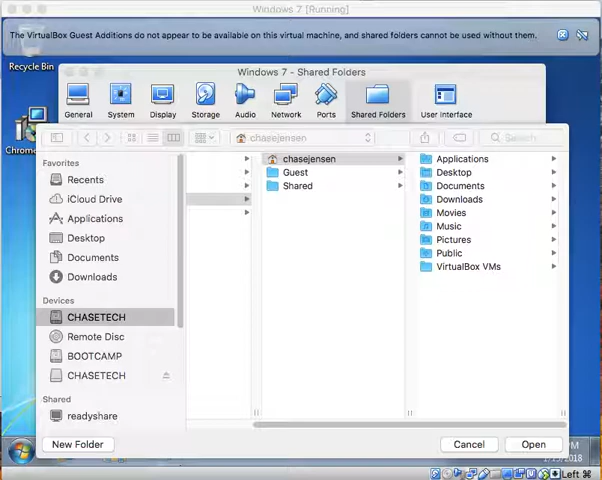 Windows 7 [Running]
The VirtualBox Guest Additions do not appear to be available on this virtual machine, and shared folders cannot be used without them.
Recycle Bin
Windows 7 - Shared Folders
General
System
Display
Storage
Audio
Network
Ports
Shared Folders
User Interface
chasejensen
Search
Favorites
Recents
iCloud Drive
Applications
Desktop
Documents
Downloads
Devices
CHASETECH
Remote Disc
BOOTCAMP
CHASETECH
Shared
readyshare
chasejensen
Guest
Shared
Applications
Desktop
Documents
Downloads
Movies
Music
Pictures
Public
VirtualBox VMs
New Folder
Cancel
Open
Left ⌘